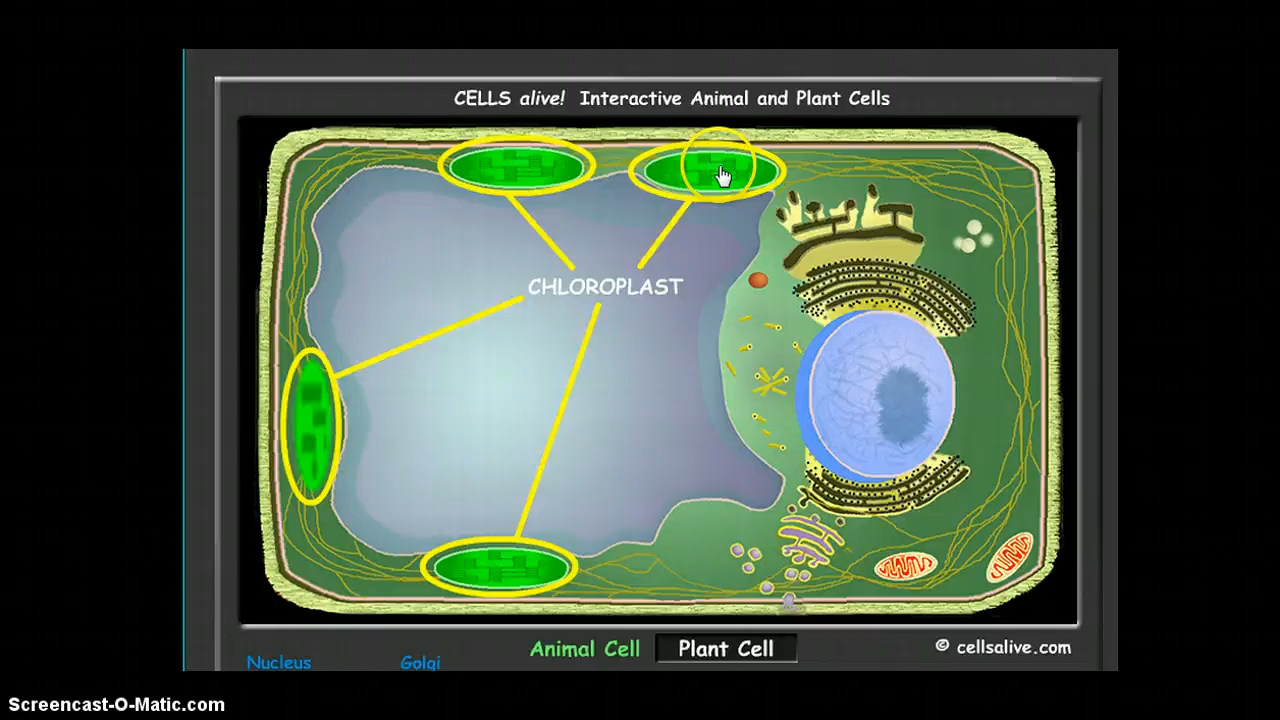 CELLS alive! Interactive Animal and Plant Cells
CHLOROPLAST
Animal Cell Plant Cell
© cellsalive.com
Nucleus Golgi
Screencast-O-Matic.com